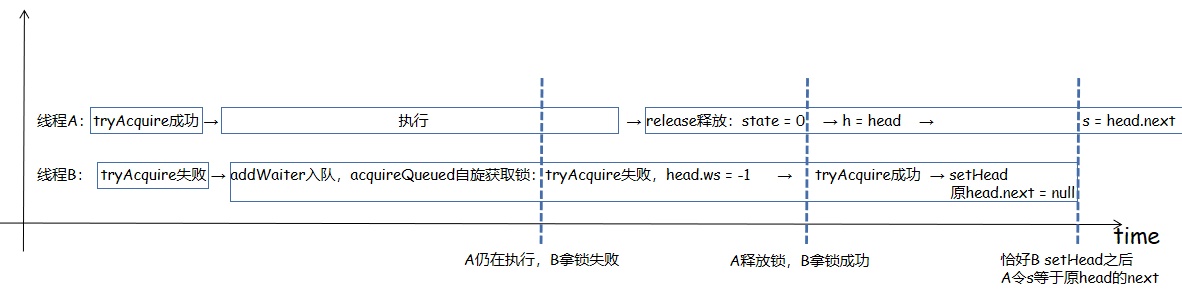 线程A: tryAcquire成功 → 执行 → release释放: state = 0 → h = head → s = head.next
线程B: tryAcquire失败 → addWaiter入队，acquireQueued自旋获取锁: tryAcquire失败，head.ws = -1 → tryAcquire成功 → setHead
原head.next = null
time
A仍在执行，B拿锁失败
A释放锁，B拿锁成功
恰好B setHead之后
A令s等于原head的next